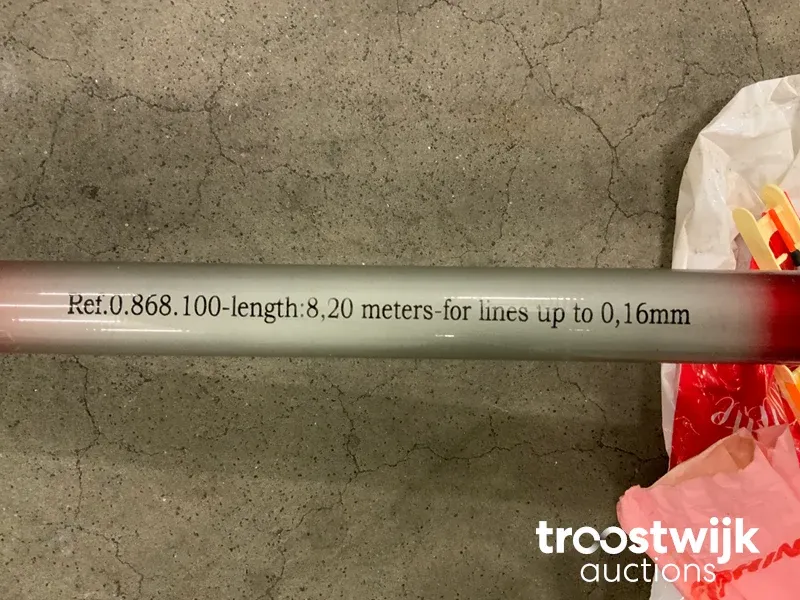 Ref.0.868.100-length:8,20 meters-for lines up to 0,16mm
troostwijk
auctions